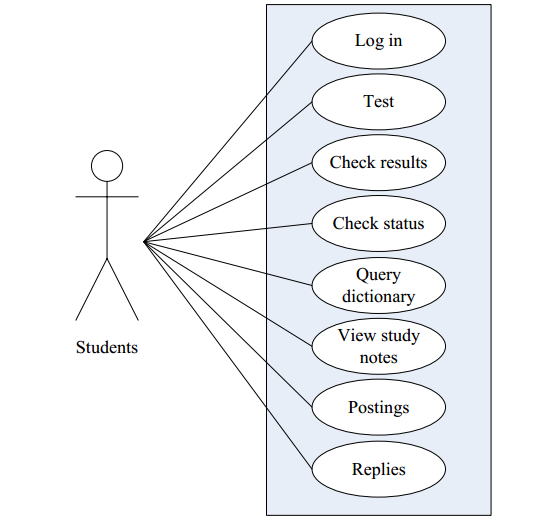 Log in
Test
Check results
Check status
Query
dictionary
View study
notes
Postings
Replies
Students